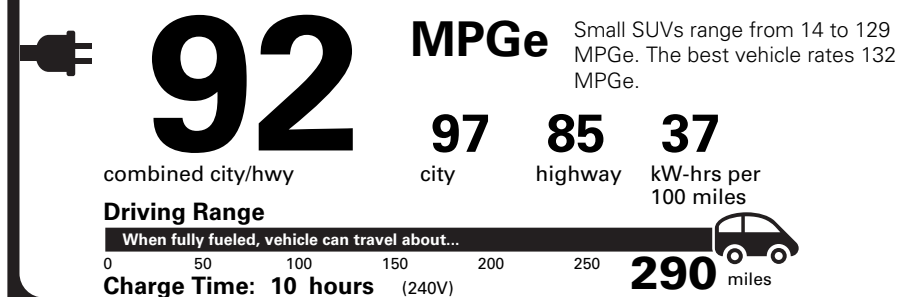 92
MPGe
Small SUVs range from 14 to 129
MPGe. The best vehicle rates 132
MPGe.
combined city/hwy
97
city
85
highway
37
kW-hrs per
100 miles
Driving Range
When fully fueled, vehicle can travel about...
0 50 100 150 200 250 290 miles
Charge Time: 10 hours (240V)